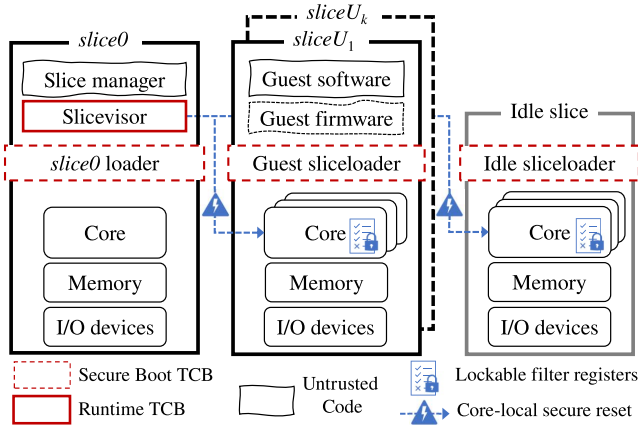 sliceU_k
slice0
sliceU_1
Slice manager
Guest software
Slicevisor
Guest firmware
Idle slice
slice0 loader
Guest sliceloader
Idle sliceloader
Core
Core
Core
Memory
Memory
Memory
I/O devices
I/O devices
I/O devices
Secure Boot TCB
Runtime TCB
Untrusted
Code
Lockable filter registers
Core-local secure reset